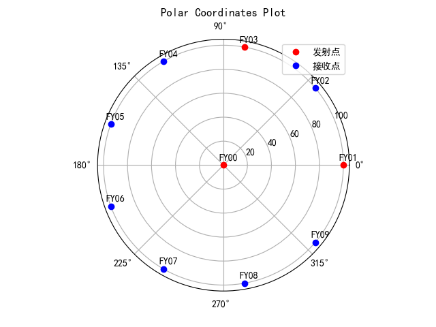 Polar Coordinates Plot
90°
FY03
发射点
接收点
FY04
135°
FY02
100
FY05
80
60
40
20
180°
FY00
FY01
0°
FY06
FY09
225°
FY07
315°
FY08
270°